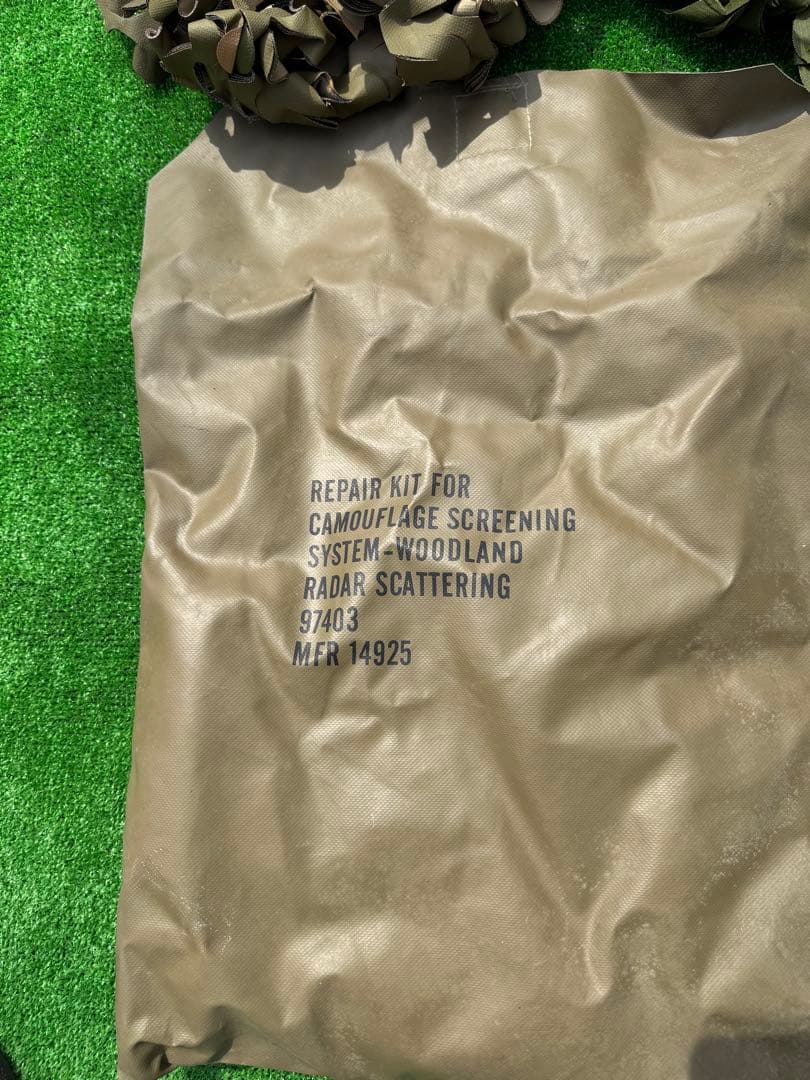 REPAIR KIT FOR
CAMOUFLAGE SCREENING
SYSTEM-WOODLAND
RADAR SCATTERING
97403
MFR 14925